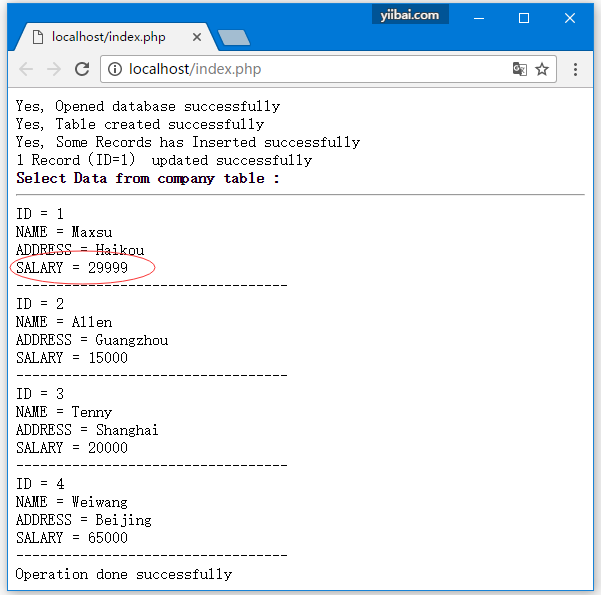 yiibai.com
localhost/index.php
localhost/index.php
Yes, Opened database successfully
Yes, Table created successfully
Yes, Some Records has Inserted successfully
1 Record (ID=1)  updated successfully
Select Data from company table :
ID = 1
NAME = Maxsu
ADDRESS = Haikou
SALARY = 29999
----------------------------------
ID = 2
NAME = Allen
ADDRESS = Guangzhou
SALARY = 15000
----------------------------------
ID = 3
NAME = Tenny
ADDRESS = Shanghai
SALARY = 20000
----------------------------------
ID = 4
NAME = Weiwang
ADDRESS = Beijing
SALARY = 65000
----------------------------------
Operation done successfully